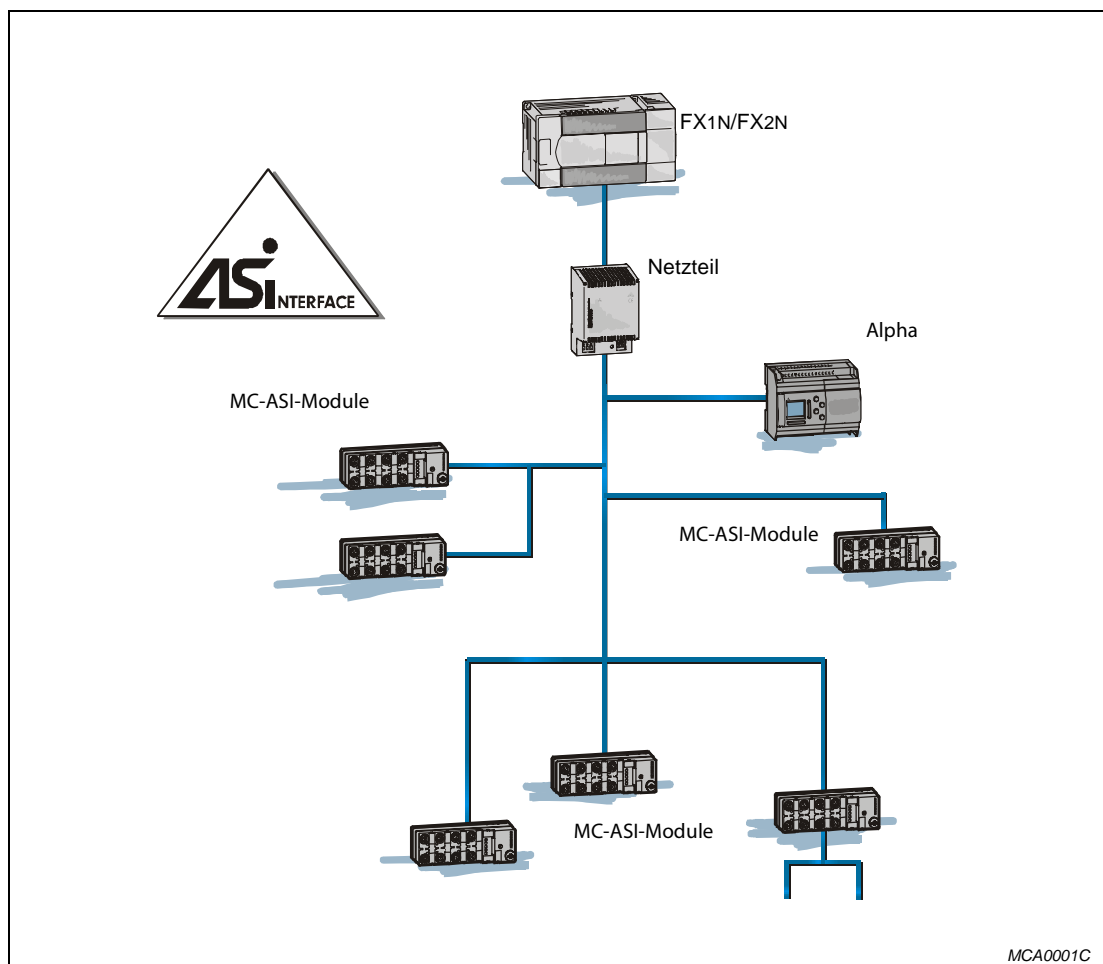 FX1N/FX2N
Netzteil
ASi NTERFACE
Alpha
MC-ASI-Module
MC-ASI-Module
MC-ASI-Module
MCA0001C